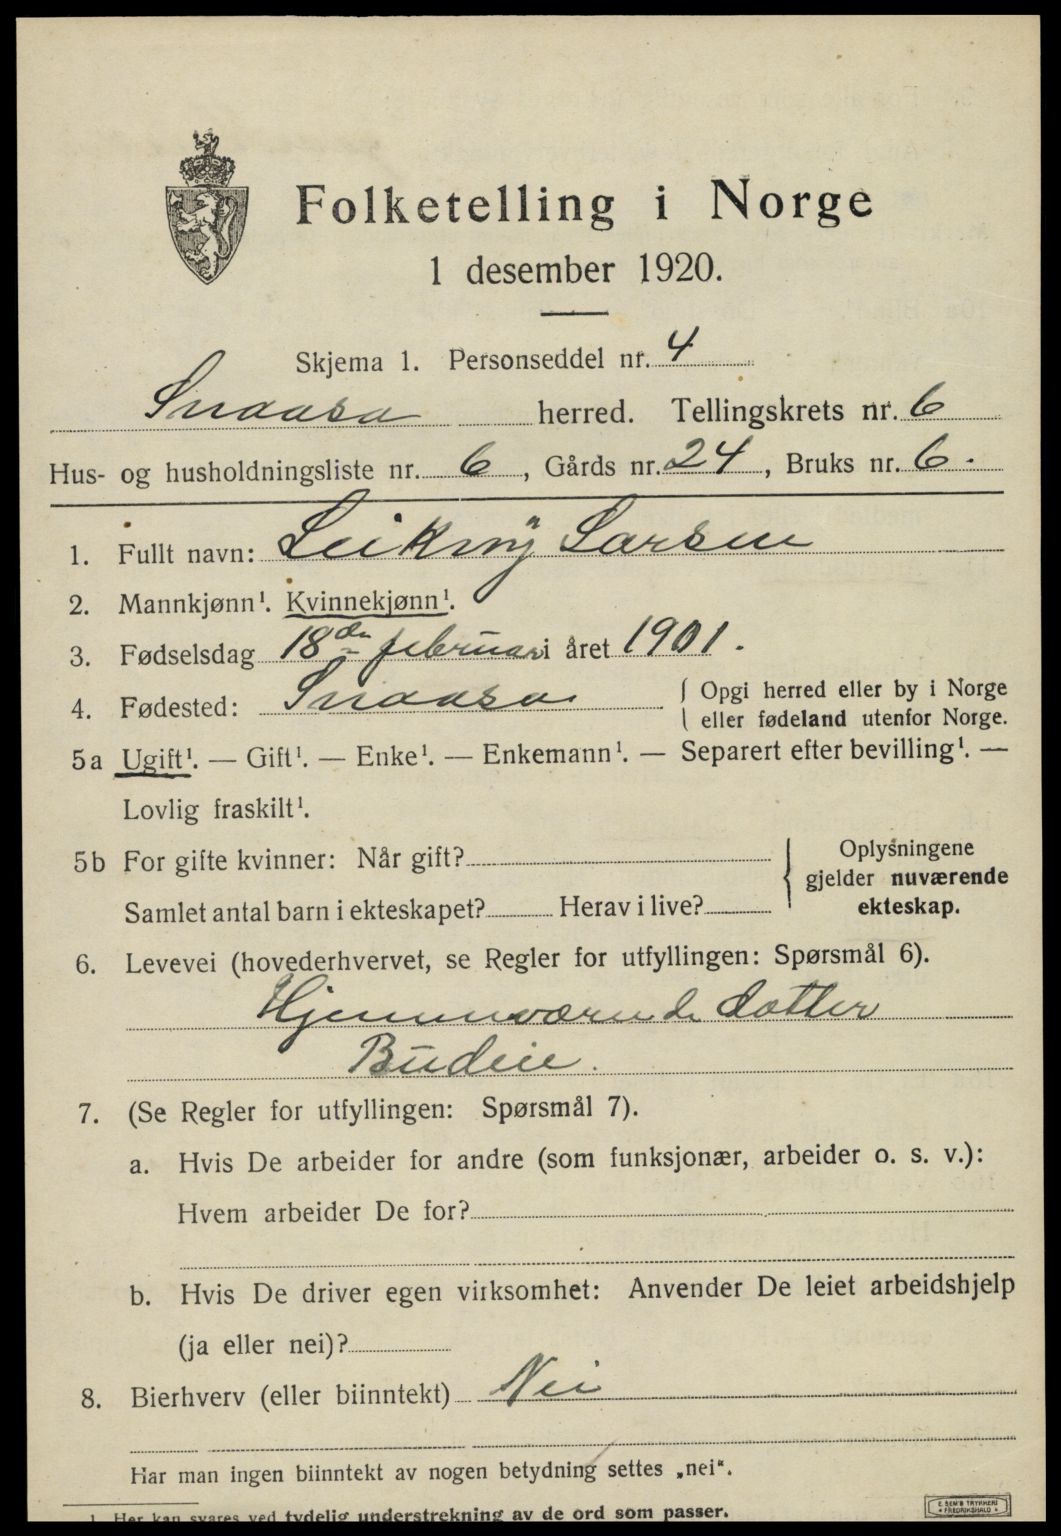 Folketelling i Norge
1 desember 1920.
Skjema 1. Personseddel nr. 4
Snaasa herred. Tellingskrets nr. 6
Hus- og husholdningsliste nr. 6, Gårds nr. 24, Bruks nr. 6.
1. Fullt navn: Leikny Larsen
2. Mannkjønn¹. Kvinnekjønn¹.
3. Fødselsdag 18de februar i året 1901.
4. Fødested: Snaasa { Opgi herred eller by i Norge
eller fødeland utenfor Norge.
5a Ugift¹. — Gift¹. — Enke¹. — Enkemann¹. — Separert efter bevilling¹. —
Lovlig fraskilt¹.
5b For gifte kvinner: Når gift?
Samlet antal barn i ekteskapet? Herav i live?
Oplysningene
gjelder nuværende
ekteskap.
6. Levevei (hovederhvervet, se Regler for utfyllingen: Spørsmål 6).
Hjemmeværende datter
Budeie.
7. (Se Regler for utfyllingen: Spørsmål 7).
a. Hvis De arbeider for andre (som funksjonær, arbeider o. s. v.):
Hvem arbeider De for?
b. Hvis De driver egen virksomhet: Anvender De leiet arbeidshjelp
(ja eller nei)?
8. Bierhverv (eller biinntekt) Nei
Har man ingen biinntekt av nogen betydning settes „nei“.
1 Her kan svares ved tydelig understrekning av de ord som passer.
E. SEM'S TRYKKERI
FREDRIKSHALD